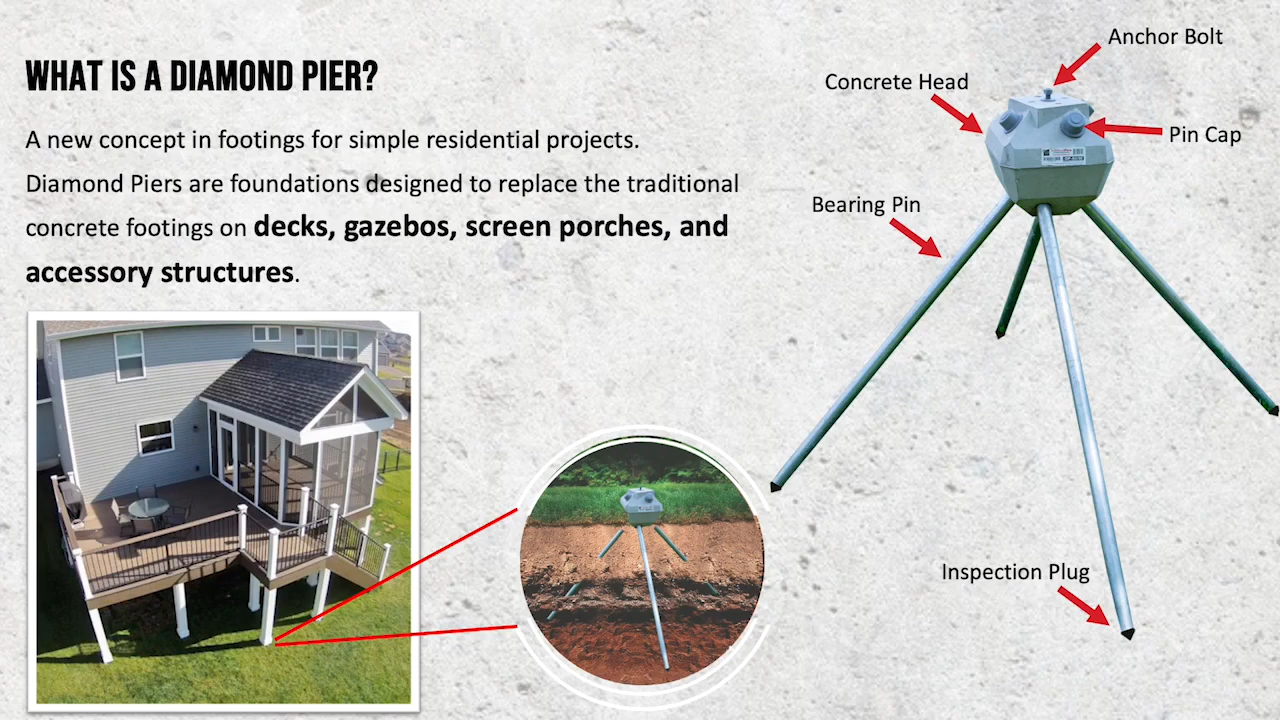 WHAT IS A DIAMOND PIER?
A new concept in footings for simple residential projects.
Diamond Piers are foundations designed to replace the traditional
concrete footings on decks, gazebos, screen porches, and
accessory structures.
Anchor Bolt
Concrete Head
Pin Cap
Bearing Pin
Inspection Plug